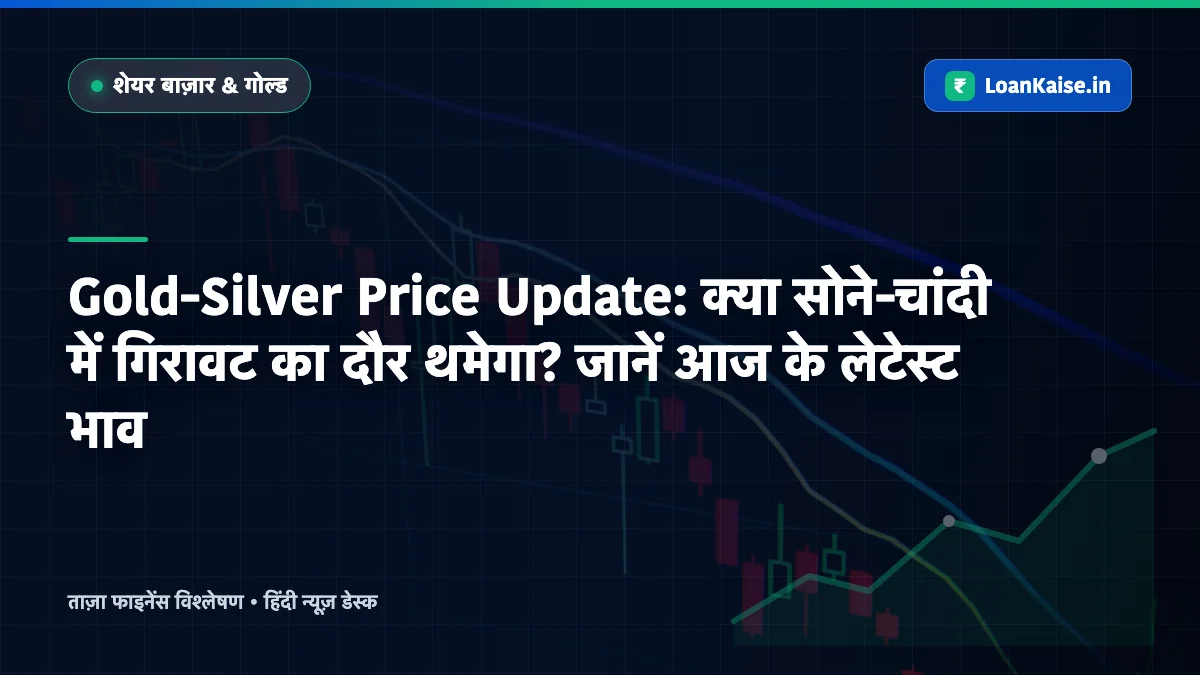 शेयर बाज़ार & गोल्ड
₹ LoanKaise.in
Gold-Silver Price Update: क्या सोने-चांदी
में गिरावट का दौर थमेगा? जानें आज के लेटेस्ट
भाव
ताज़ा फाइनेंस विश्लेषण • हिंदी न्यूज़ डेस्क